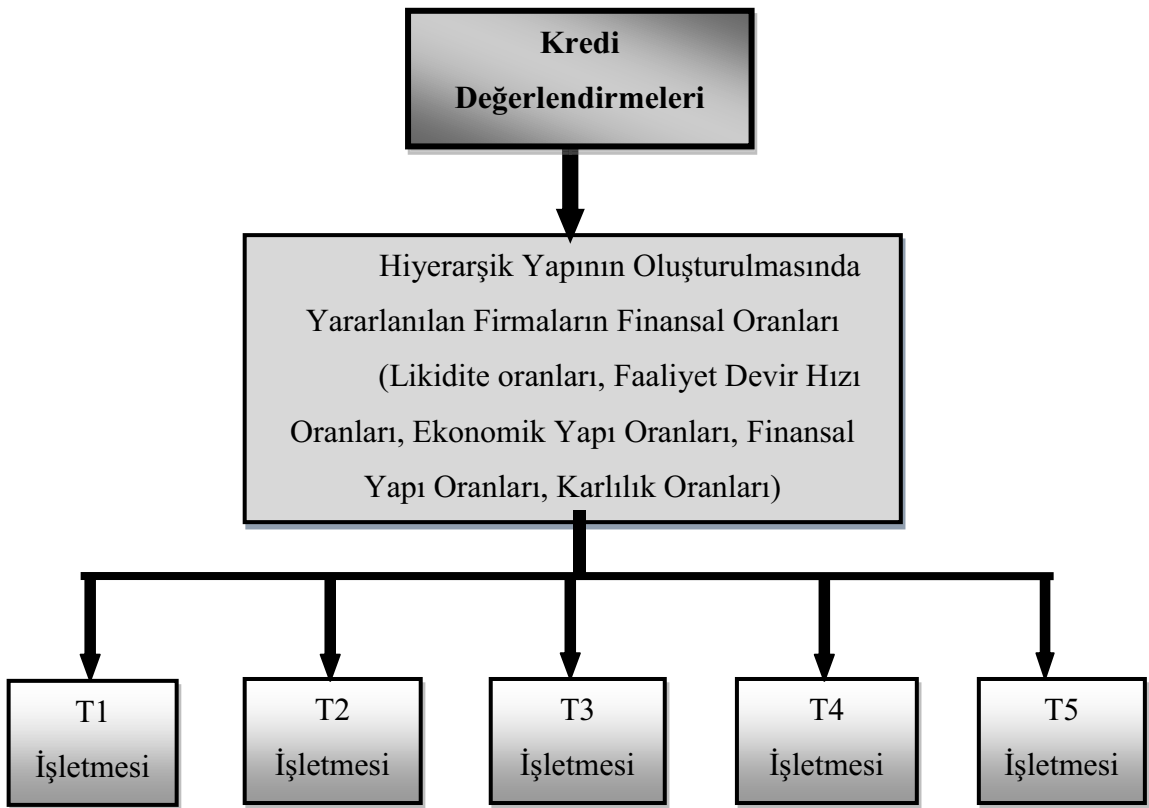 Kredi
Değerlendirmeleri
Hiyerarşik Yapının Oluşturulmasında
Yararlanılan Firmaların Finansal Oranları
(Likidite oranları, Faaliyet Devir Hızı
Oranları, Ekonomik Yapı Oranları, Finansal
Yapı Oranları, Karlılık Oranları)
T1
İşletmesi
T2
İşletmesi
T3
İşletmesi
T4
İşletmesi
T5
İşletmesi